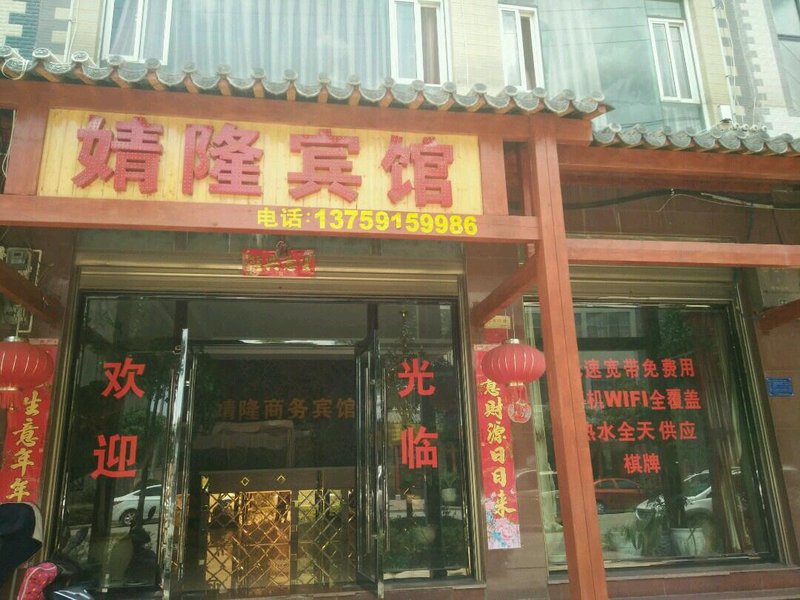 婧隆宾馆
电话:13759159986
欢迎
光临
婧隆商务宾馆
生意年年
息财源日日来
速宽带免费用
机WIFI全覆盖
热水全天供应
棋牌